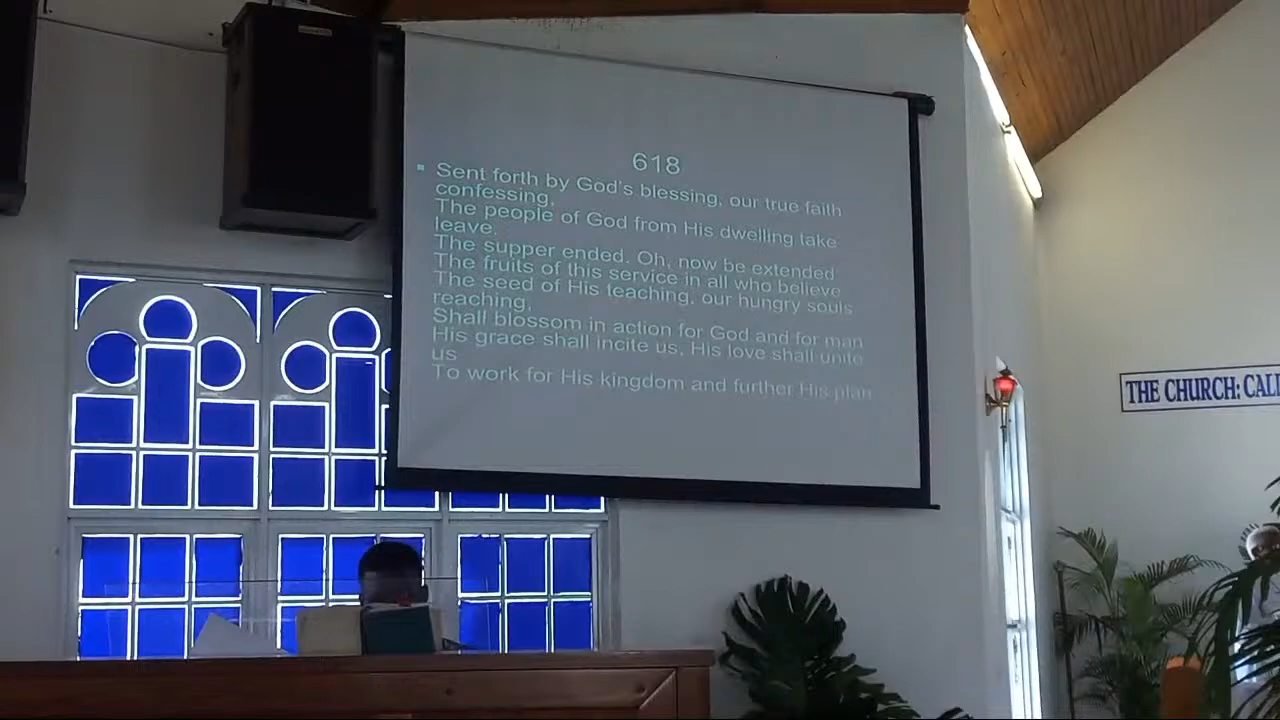 618
Sent forth by God's blessing, our true faith
confessing,
The people of God from His dwelling take
leave.
The supper ended. Oh, now be extended
The fruits of this service in all who believe
The seed of His teaching, our hungry souls
reaching,
Shall blossom in action for God and for man
His grace shall incite us, His love shall unite
us
To work for His kingdom and further His plan
THE CHURCH: CALL